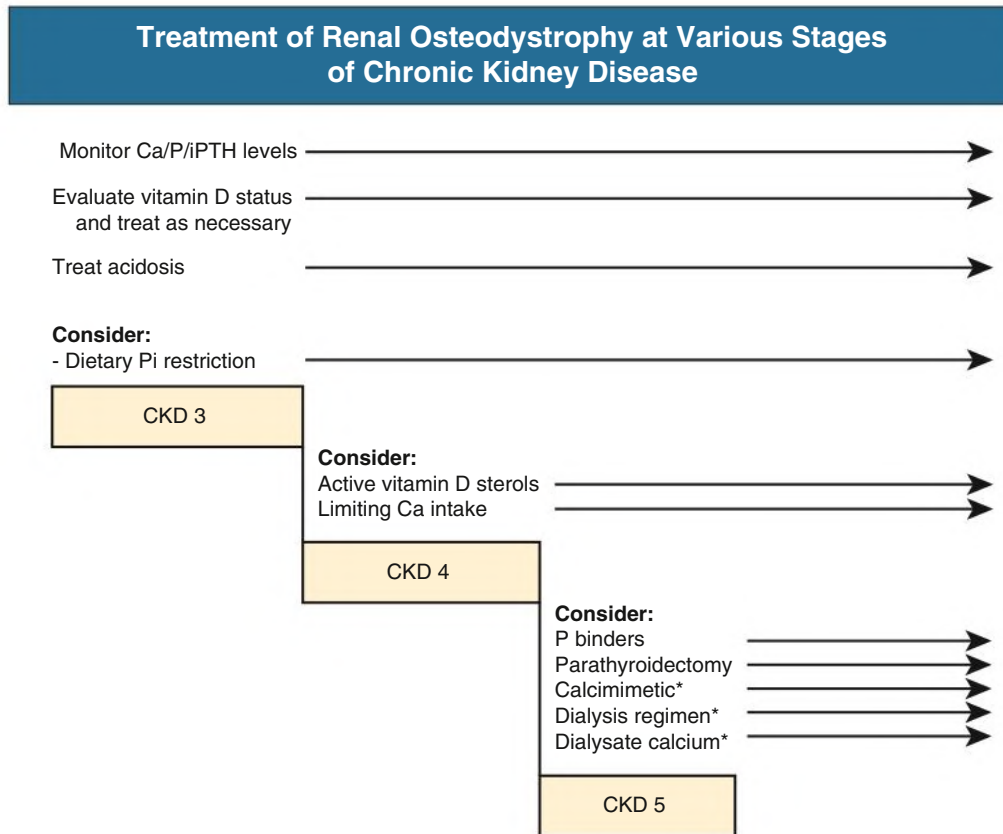 Treatment of Renal Osteodystrophy at Various Stages
of Chronic Kidney Disease
Monitor Ca/P/iPTH levels
Evaluate vitamin D status
and treat as necessary
Treat acidosis
Consider:
- Dietary Pi restriction
CKD 3
Consider:
Active vitamin D sterols
Limiting Ca intake
CKD 4
Consider:
P binders
Parathyroidectomy
Calcimimetic*
Dialysis regimen*
Dialysate calcium*
CKD 5